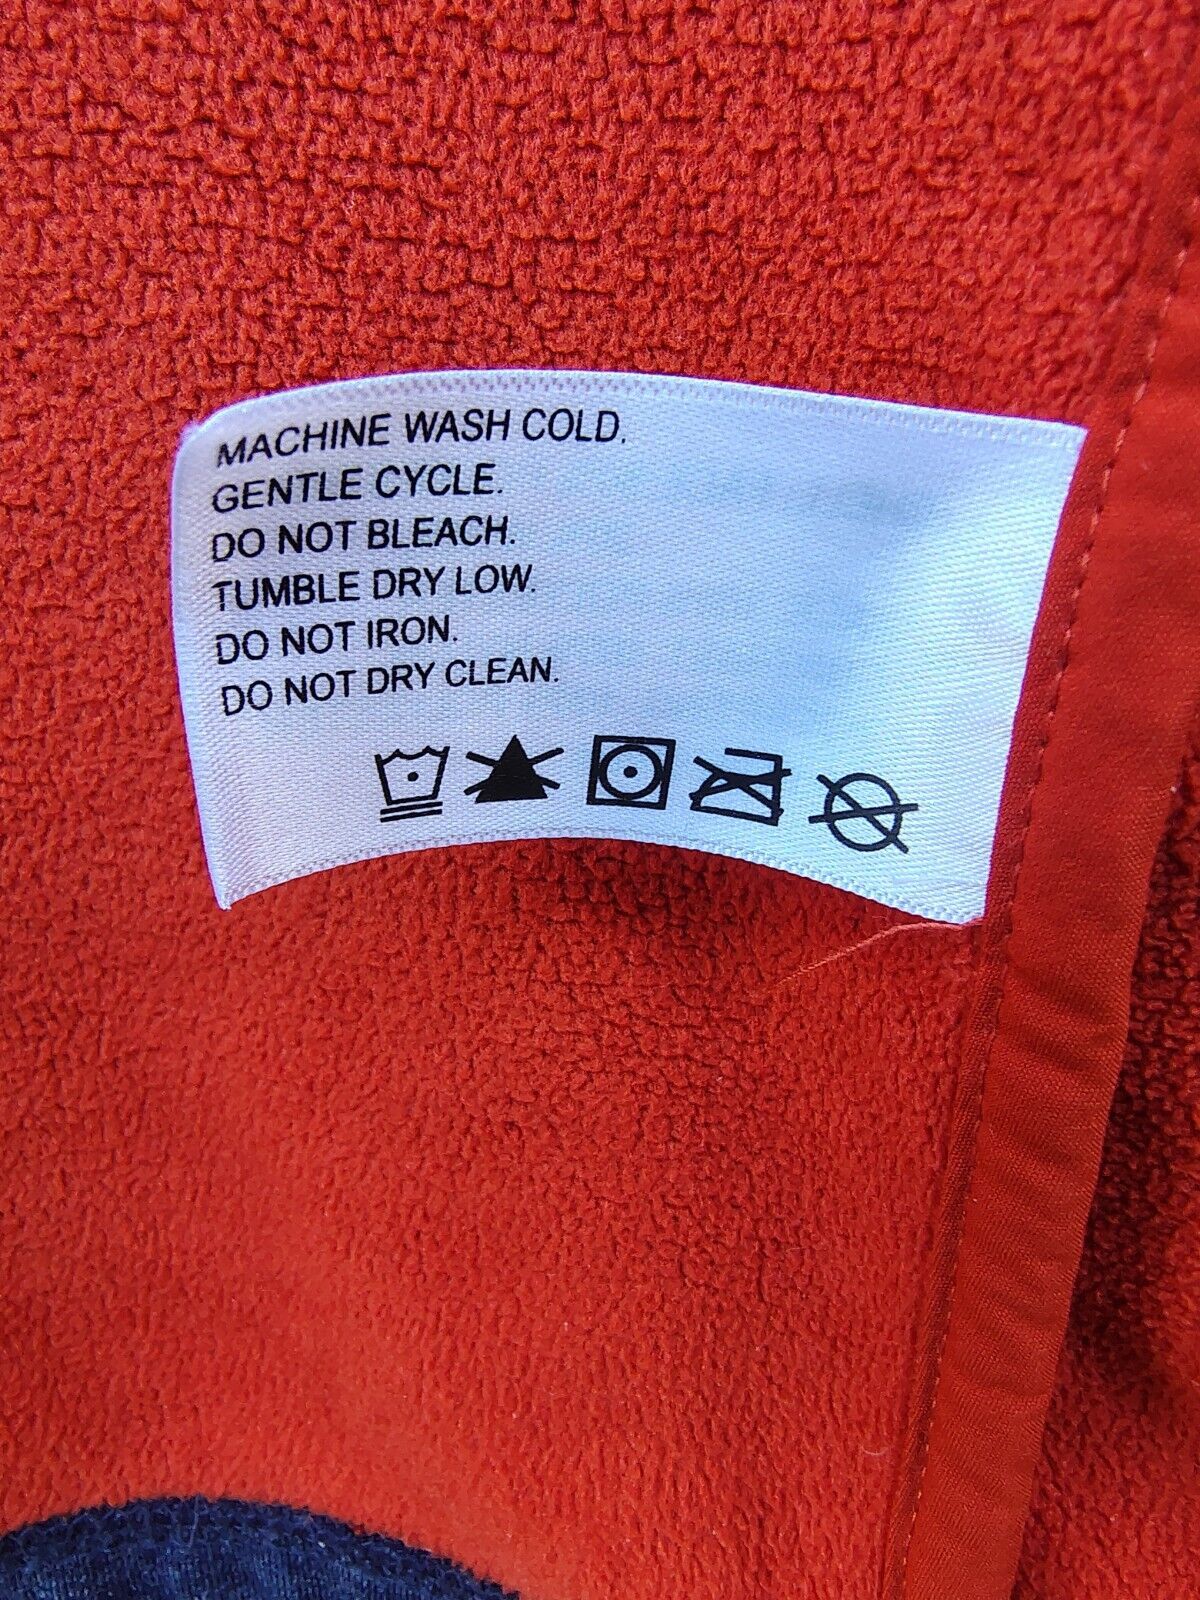 MACHINE WASH COLD.
GENTLE CYCLE.
DO NOT BLEACH.
TUMBLE DRY LOW.
DO NOT IRON.
DO NOT DRY CLEAN.